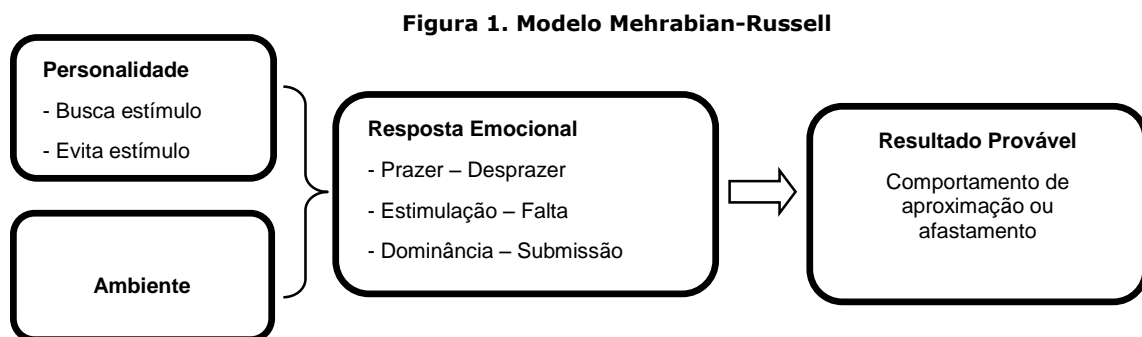 Figura 1. Modelo Mehrabian-Russell
Personalidade
- Busca estímulo
- Evita estímulo
Ambiente
Resposta Emocional
- Prazer – Desprazer
- Estimulação – Falta
- Dominância – Submissão
Resultado Provável
Comportamento de
aproximação ou
afastamento